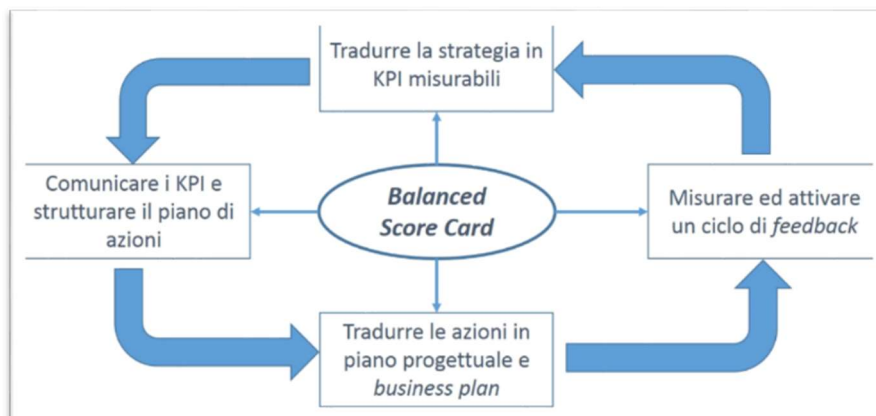 Tradurre la strategia in
KPI misurabili
Comunicare i KPI e
strutturare il piano di
azioni
Balanced
Score Card
Misurare ed attivare
un ciclo di feedback
Tradurre le azioni in
piano progettuale e
business plan